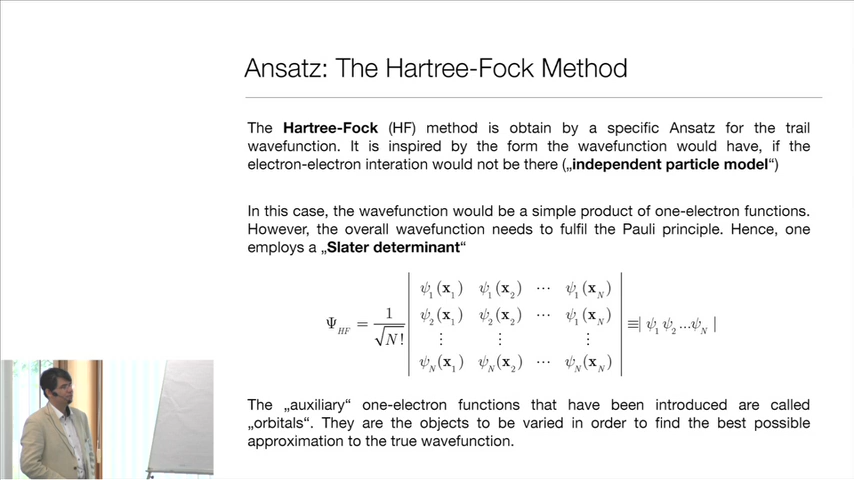 Ansatz: The Hartree-Fock Method
The Hartree-Fock (HF) method is obtain by a specific Ansatz for the trail
wavefunction. It is inspired by the form the wavefunction would have, if the
electron-electron interation would not be there („independent particle model“)
In this case, the wavefunction would be a simple product of one-electron functions.
However, the overall wavefunction needs to fulfil the Pauli principle. Hence, one
employs a „Slater determinant“
Ψ_HF = 1/√N! | ψ₁(x₁) ψ₁(x₂) ⋯ ψ₁(x_N) |
| ψ₂(x₁) ψ₂(x₂) ⋯ ψ₁(x_N) |
| ⋮ ⋮ ⋮ |
| ψ_N(x₁) ψ_N(x₂) ⋯ ψ_N(x_N) | ≡| ψ₁ ψ₂ ...ψ_N |
The „auxiliary“ one-electron functions that have been introduced are called
„orbitals“. They are the objects to be varied in order to find the best possible
approximation to the true wavefunction.